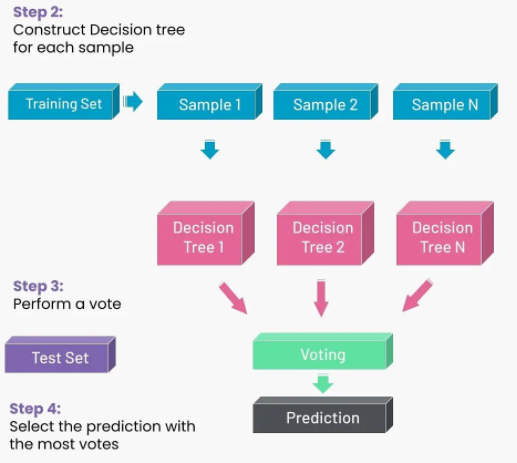 Step 2:
Construct Decision tree
for each sample
Training Set
Sample 1
Sample 2
Sample N
Decision
Tree 1
Decision
Tree 2
Decision
Tree N
Step 3:
Perform a vote
Voting
Test Set
Step 4:
Select the prediction with
the most votes
Prediction